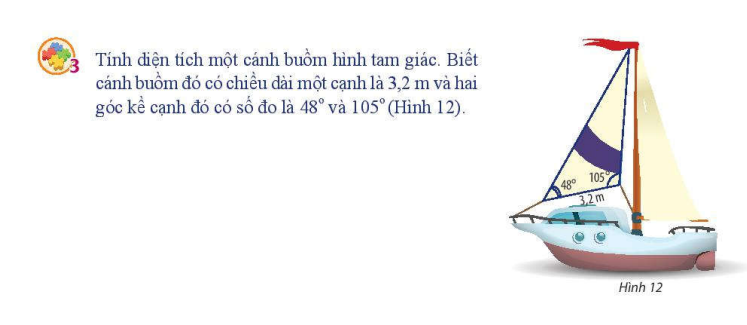 3
Tính diện tích một cánh buồm hình tam giác. Biết
cánh buồm đó có chiều dài một cạnh là 3,2 m và hai
góc kề cạnh đó có số đo là 48° và 105° (Hình 12).
105°
48°
3,2 m
Hình 12